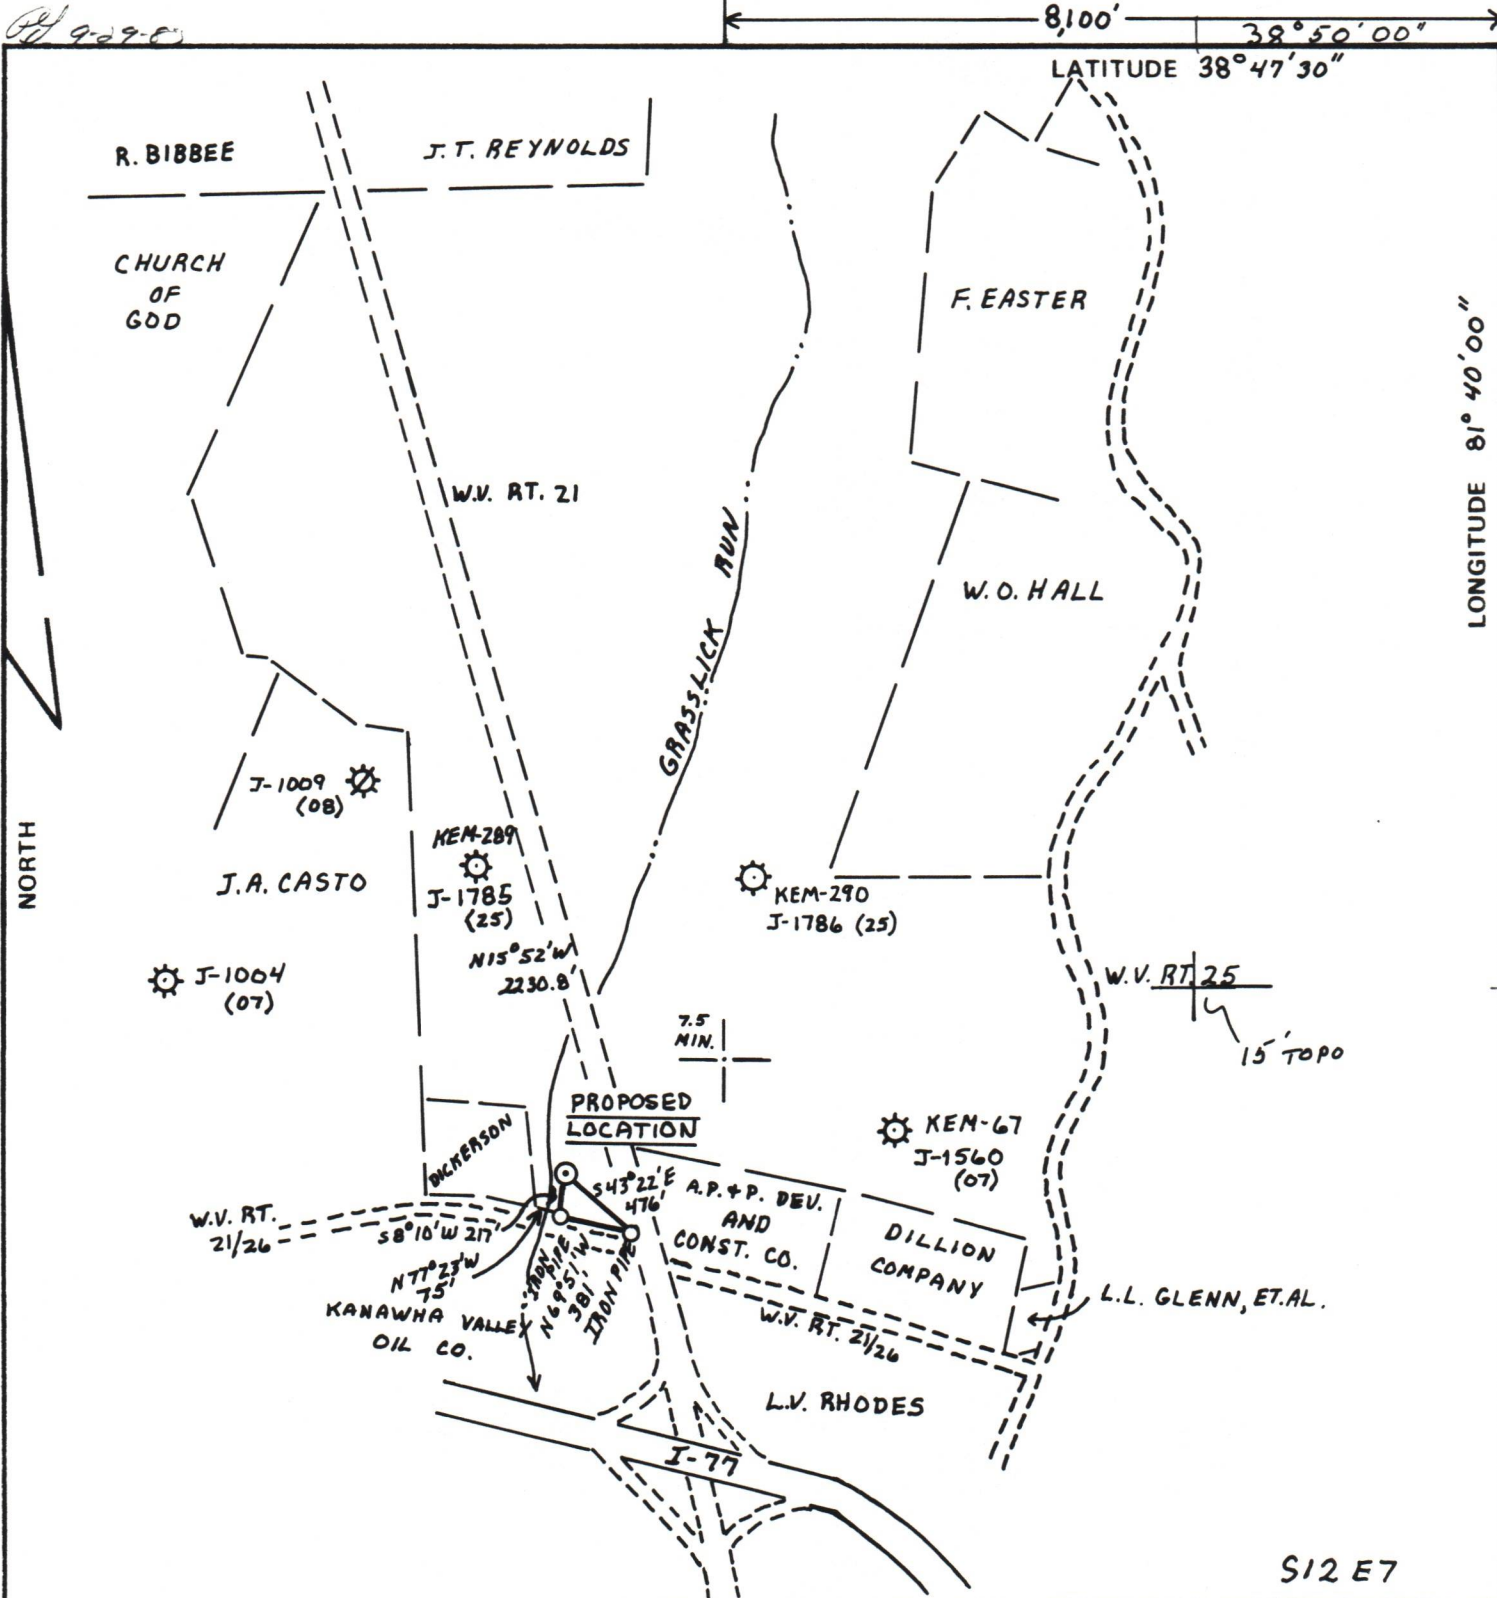 9-29-8
8,100'
38° 50' 00"
LATITUDE 38° 47' 30"
R. BIBBEE
J.T. REYNOLDS
CHURCH
OF
GOD
F. EASTER
LONGITUDE 81° 40' 00"
W.V. RT. 21
GRASSLICK RUN
W.O. HALL
J-1009
(08)
NORTH
KEM-289
J.A. CASTO
J-1785
(25)
KEM-290
J-1786 (25)
N15°52'W
2230.8'
J-1004
(07)
W.V. RT. 25
7.5
MIN.
15' TOPO
PROPOSED
LOCATION
DICKERSON
KEM-67
J-1560
(07)
S43°22'E
476'
A.P. & P. DEV.
AND
CONST. CO.
W.V. RT.
21/26
S8°10'W 217'
DILLION
COMPANY
N77°23'W
75'
IRON
PIPE
N69°51'W
381'
IRON PIPE
L.L. GLENN, ET.AL.
KANAWHA VALLEY
OIL CO.
W.V. RT. 21/26
L.V. RHODES
I-77
S12 E7